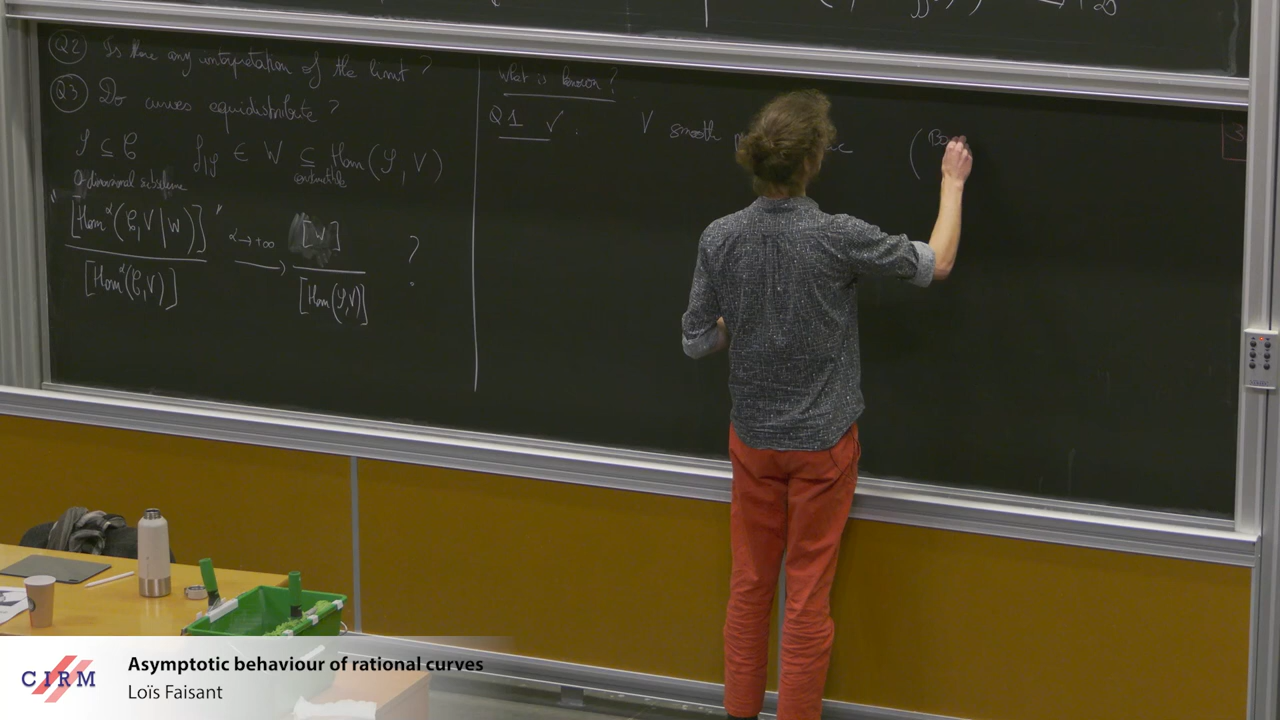 Q2 Is there any interpretation of the limit ?
Q3 Do curves equidistribute ?
𝒮 ⊆ 𝒞 f|𝒮 ∈ W ⊆ Hom(𝒮, V)
0-dimensional subscheme constructible
" [Hom^α(𝒞, V | W)] " / [Hom^α(𝒞, V)] α→+∞ ⟶ [W] / [Hom(𝒮, V)] ?
What is known ?
Q1 ✓ : V smooth
CIRM
Asymptotic behaviour of rational curves
Loïs Faisant